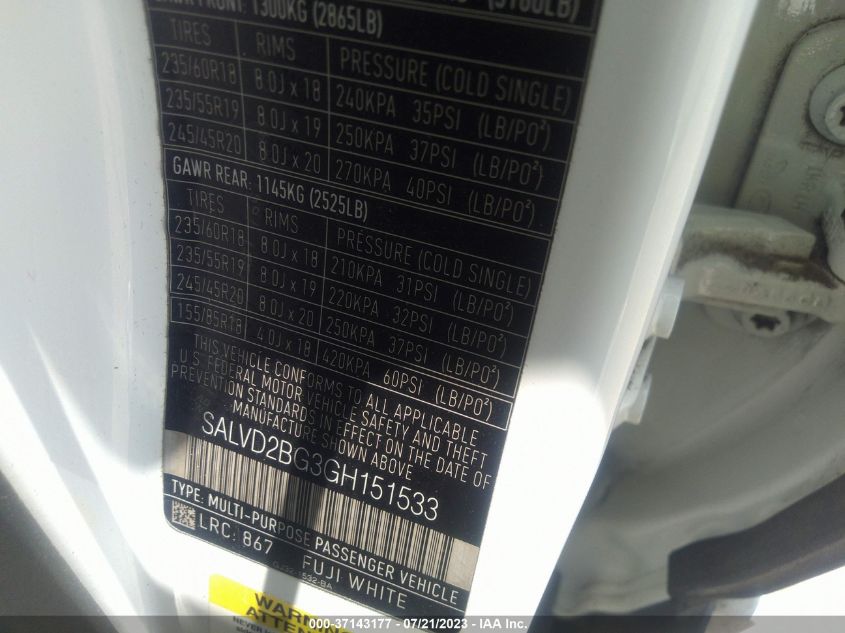 1300KG (2865LB)
TIRES RIMS PRESSURE (COLD SINGLE)
235/60R18 8.0J x 18 240KPA 35PSI (LB/PO²)
235/55R19 8.0J x 19 250KPA 37PSI (LB/PO²)
245/45R20 8.0J x 20 270KPA 40PSI (LB/PO²)
GAWR REAR: 1145KG (2525LB)
TIRES RIMS PRESSURE (COLD SINGLE)
235/60R18 8.0J x 18 210KPA 31PSI (LB/PO²)
235/55R19 8.0J x 19 220KPA 32PSI (LB/PO²)
245/45R20 8.0J x 20 250KPA 37PSI (LB/PO²)
155/85R18 4.0J x 18 420KPA 60PSI (LB/PO²)
THIS VEHICLE CONFORMS TO ALL APPLICABLE
U.S. FEDERAL MOTOR VEHICLE SAFETY AND THEFT
PREVENTION STANDARDS IN EFFECT ON THE DATE OF
MANUFACTURE SHOWN ABOVE
SALVD2BG3GH151533
TYPE: MULTI-PURPOSE PASSENGER VEHICLE
LRC: 867 FUJI WHITE
WARNING
000-37143177 - 07/21/2023 - IAA Inc.